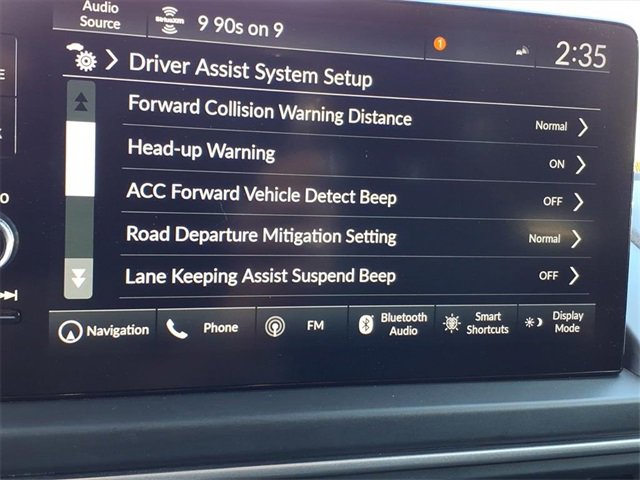 Audio
Source
SiriusXM
9 90s on 9
1
2:35
Driver Assist System Setup
Forward Collision Warning Distance Normal
Head-up Warning ON
ACC Forward Vehicle Detect Beep OFF
Road Departure Mitigation Setting Normal
Lane Keeping Assist Suspend Beep OFF
Navigation
Phone
FM
Bluetooth
Audio
Smart
Shortcuts
Display
Mode